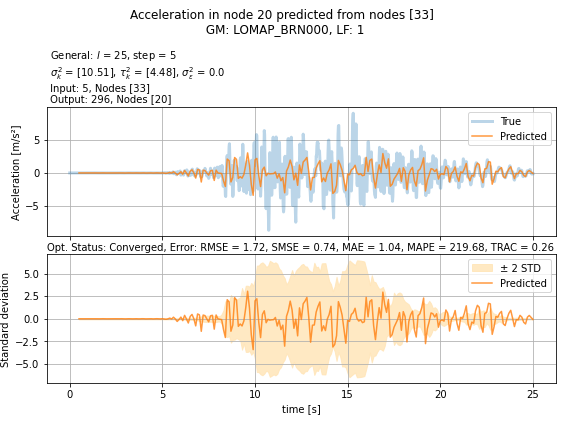 Acceleration in node 20 predicted from nodes [33]
GM: LOMAP_BRN000, LF: 1
General: l = 25, step = 5
σ²ₖ = [10.51], τ²ₖ = [4.48], σ²ε = 0.0
Input: 5, Nodes [33]
Output: 296, Nodes [20]
Acceleration [m/s²]
5
0
−5
True
Predicted
Opt. Status: Converged, Error: RMSE = 1.72, SMSE = 0.74, MAE = 1.04, MAPE = 219.68, TRAC = 0.26
Standard deviation
5.0
2.5
0.0
−2.5
−5.0
± 2 STD
Predicted
0 5 10 15 20 25
time [s]